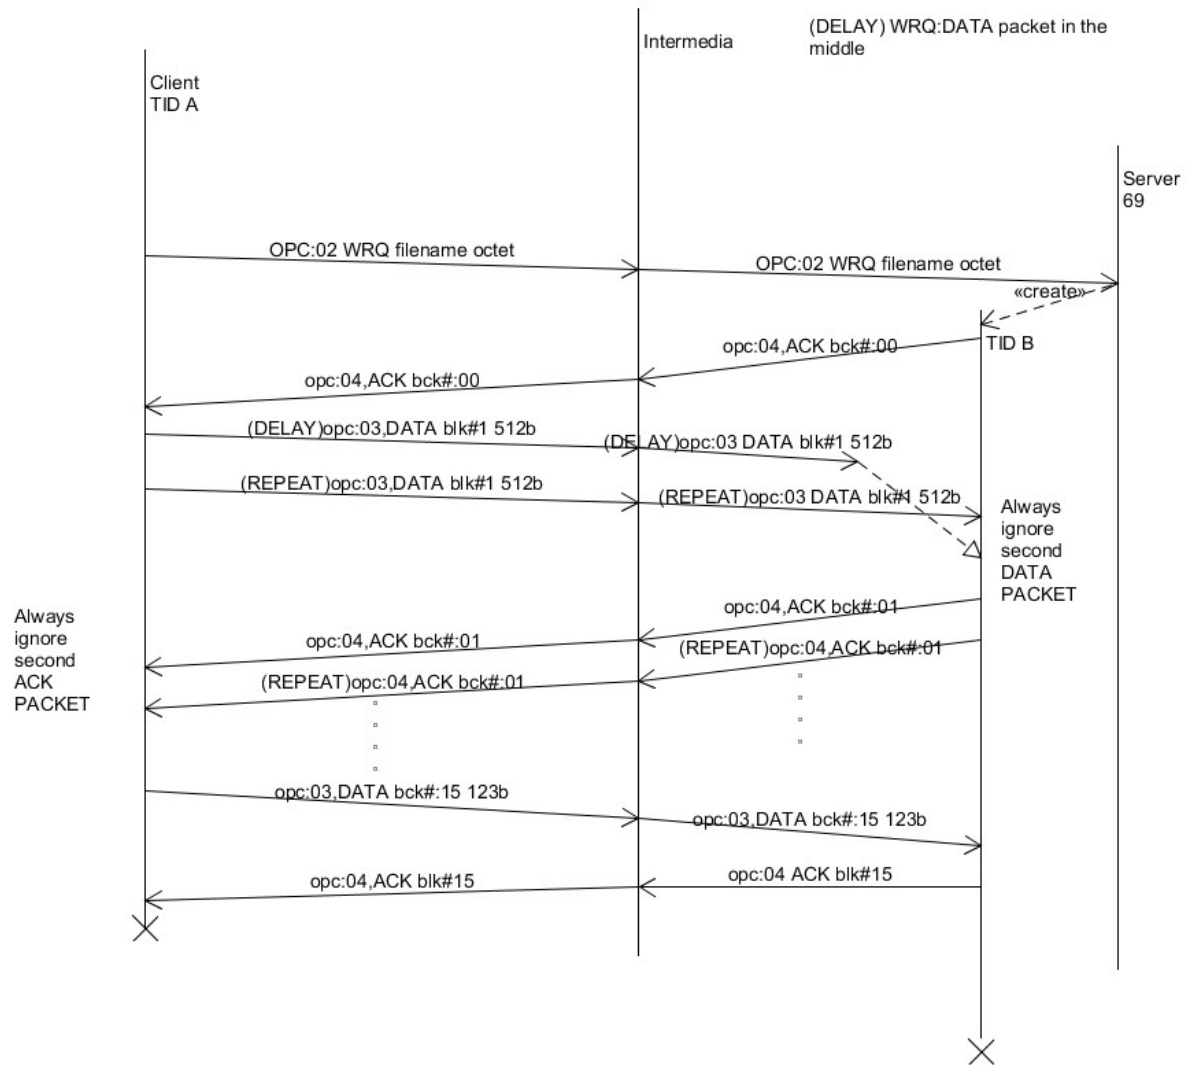 (DELAY) WRQ:DATA packet in the
middle
Intermedia
Client
TID A
Server
69
OPC:02 WRQ filename octet
OPC:02 WRQ filename octet
«create»
TID B
opc:04,ACK bck#:00
opc:04,ACK bck#:00
(DELAY)opc:03,DATA blk#1 512b
(DELAY)opc:03 DATA blk#1 512b
(REPEAT)opc:03,DATA blk#1 512b
(REPEAT)opc:03 DATA blk#1 512b
Always
ignore
second
DATA
PACKET
opc:04,ACK bck#:01
Always
ignore
second
ACK
PACKET
opc:04,ACK bck#:01
(REPEAT)opc:04,ACK bck#:01
(REPEAT)opc:04,ACK bck#:01
opc:03,DATA bck#:15 123b
opc:03,DATA bck#:15 123b
opc:04,ACK blk#15
opc:04 ACK blk#15